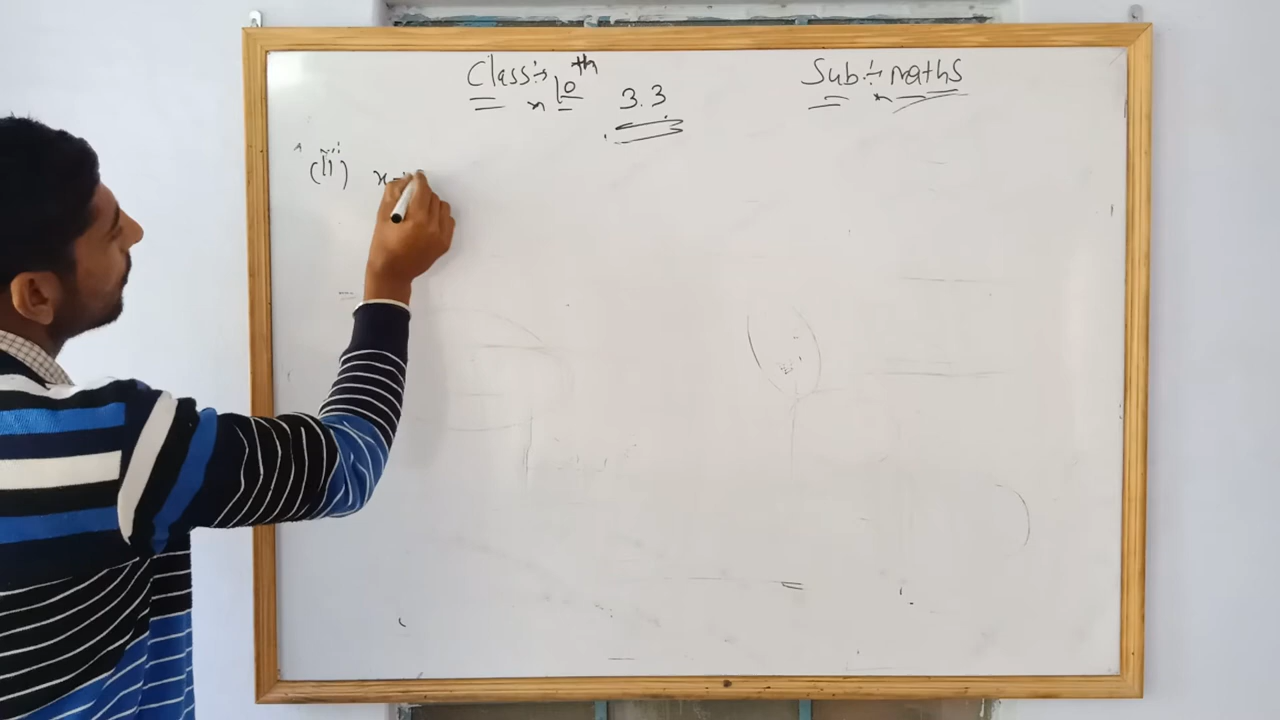 Class:- 10th
Sub:- maths
3.3
(ii) x-